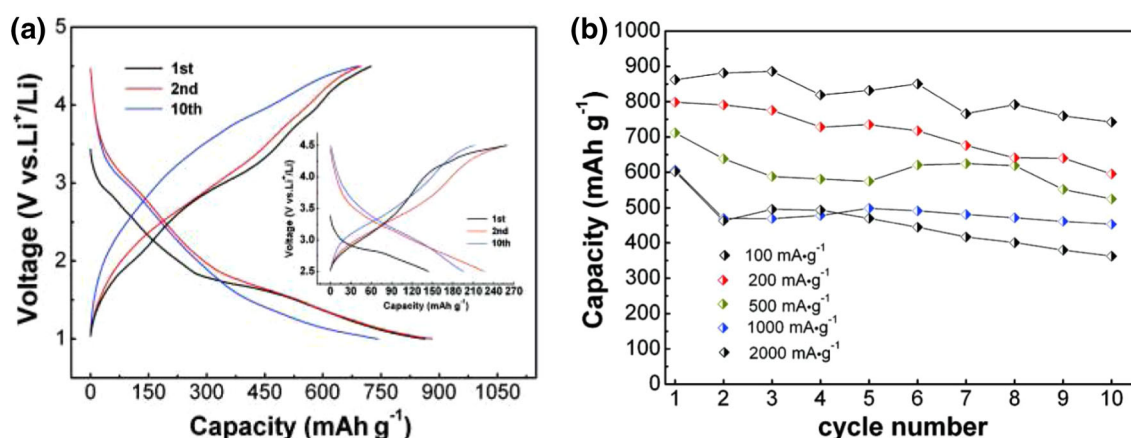 (a)
5
4
3
2
1
Voltage (V vs.Li⁺/Li)
1st
2nd
10th
4.5
4.0
3.5
3.0
2.5
Voltage (V vs.Li⁺/Li)
1st
2nd
10th
0 30 60 90 120 150 180 210 240 270
Capacity (mAh g⁻¹)
0 150 300 450 600 750 900 1050
Capacity (mAh g⁻¹)
(b)
1000
900
800
700
600
500
400
300
200
100
0
Capacity (mAh g⁻¹)
100 mA•g⁻¹
200 mA•g⁻¹
500 mA•g⁻¹
1000 mA•g⁻¹
2000 mA•g⁻¹
1 2 3 4 5 6 7 8 9 10
cycle number